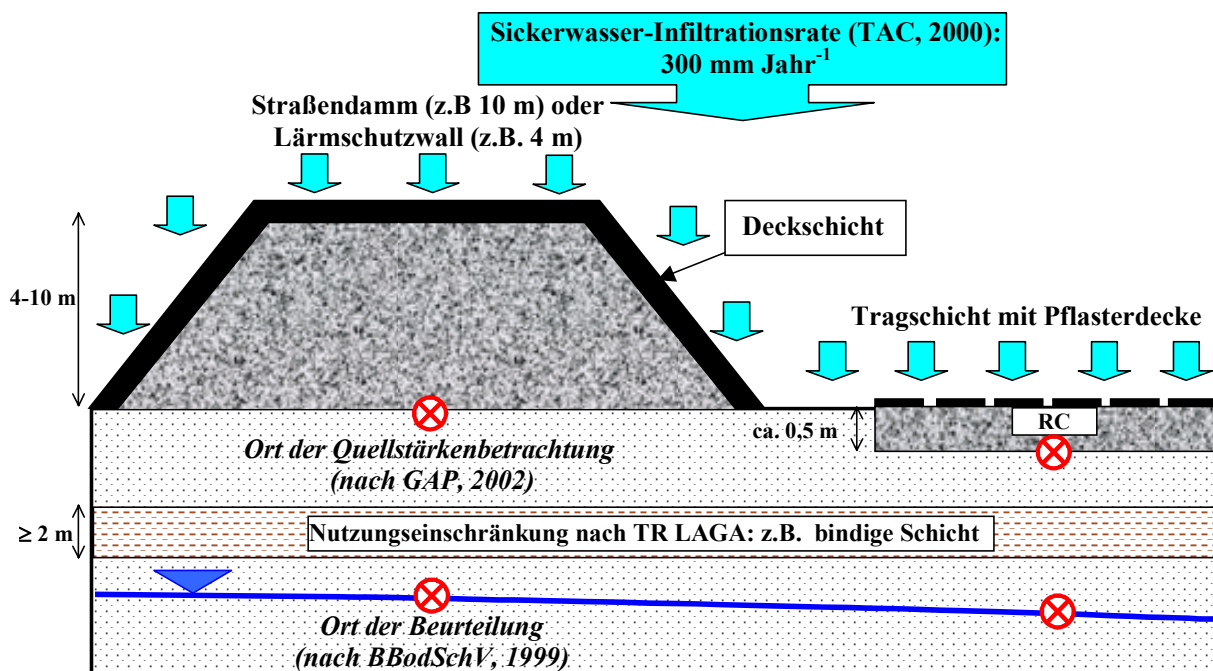 Sickerwasser-Infiltrationsrate (TAC, 2000):
300 mm Jahr⁻¹
Straßendamm (z.B 10 m) oder
Lärmschutzwall (z.B. 4 m)
Deckschicht
4-10 m
Tragschicht mit Pflasterdecke
ca. 0,5 m
RC
Ort der Quellstärkenbetrachtung
(nach GAP, 2002)
≥ 2 m
Nutzungseinschränkung nach TR LAGA: z.B. bindige Schicht
Ort der Beurteilung
(nach BBodSchV, 1999)